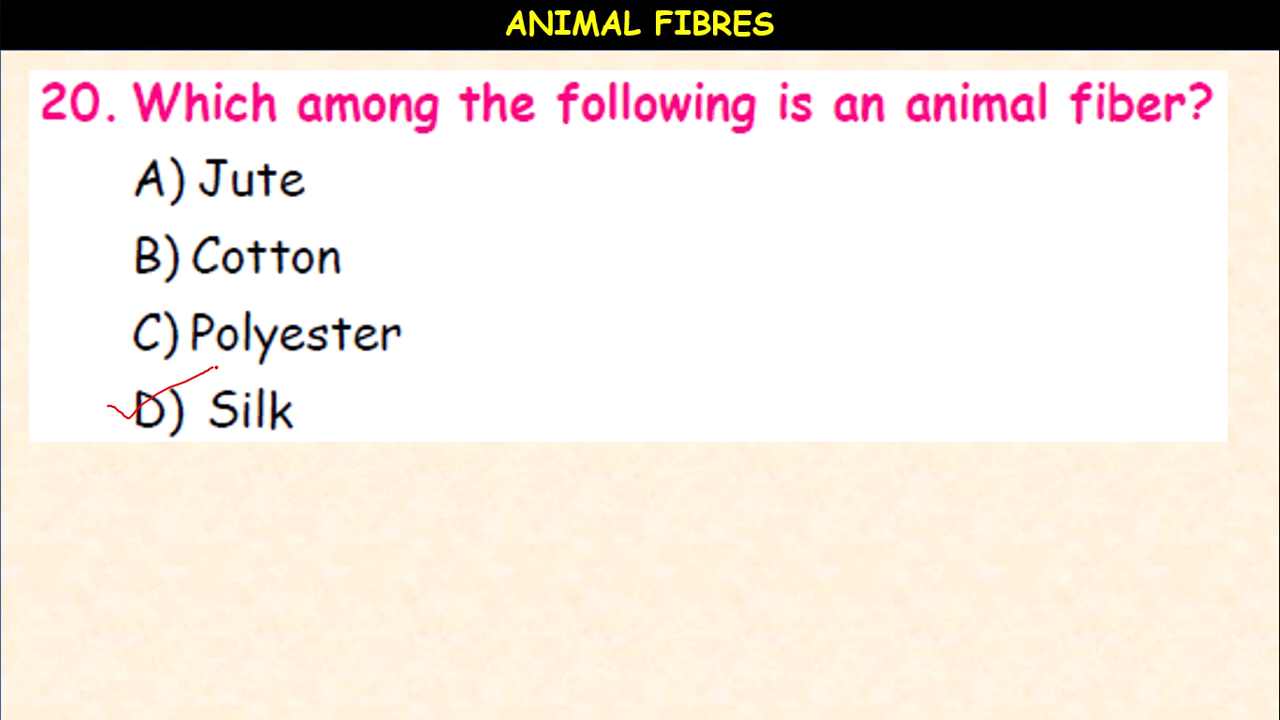 ANIMAL FIBRES
20. Which among the following is an animal fiber?
A) Jute
B) Cotton
C) Polyester
D) Silk